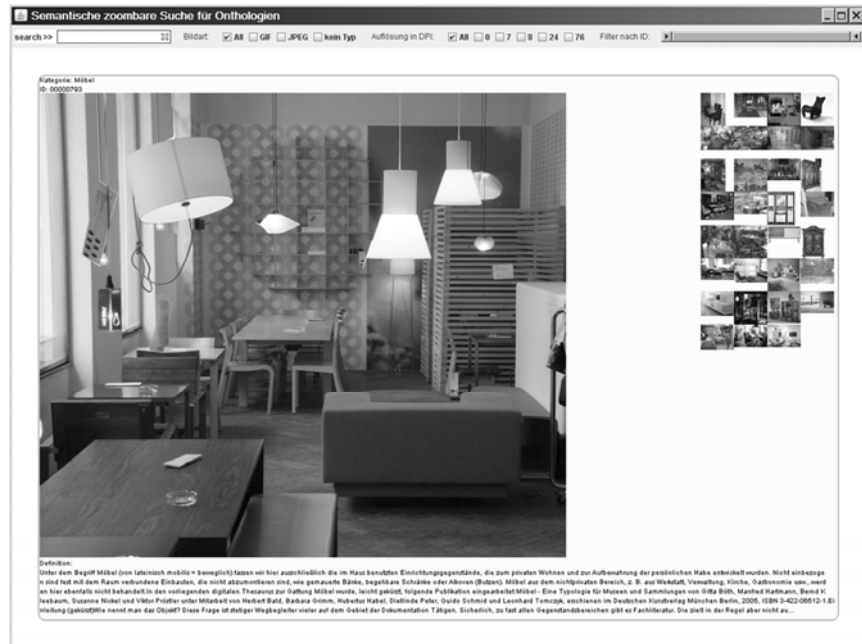 Semantische zoombare Suche für Onthologien
search >> Bildart: All GIF JPEG kein Typ Auflösung in DPI: All 0 7 8 24 76 Filter nach ID:
Kategorie: Möbel
ID: 00000793
Definition:
Unter dem Begriff Möbel (von lateinisch mobilis = beweglich) fassen wir hier ausschließlich die im Haus benutzten Einrichtungsgegenstände, die zum privaten Wohnen und zur Aufbewahrung der persönlichen Habe entwickelt wurden. Nicht einbezoge
n sind fest mit dem Raum verbundene Einbauten, die nicht abzumontieren sind, wie gemauerte Bänke, begehbare Schränke oder Alkoven (Butzen). Möbel aus dem nichtprivaten Bereich, z. B. aus Werkstatt, Verwaltung, Kirche, Gastronomie usw., werd
en hier ebenfalls nicht behandelt.In den vorliegenden digitalen Thesaurus zur Gattung Möbel wurde, leicht gekürzt, folgende Publikation eingearbeitet:Möbel - Eine Typologie für Museen und Sammlungen von Gitta Böth, Manfred Hartmann, Bernd K
leebaum, Susanne Nickel und Viktor Pröstler unter Mitarbeit von Herbert Bald, Barbara Grimm, Hubertus Habel, Dietlinde Peter, Guido Schmid und Leonhard Tomczyk, erschienen im Deutschen Kunstverlag München Berlin, 2005, ISBN 3-422-06512-1.Ei
nleitung (gekürzt)Wie nennt man das Objekt? Diese Frage ist stetiger Wegbegleiter vieler auf dem Gebiet der Dokumentation Tätigen. Sicherlich, zu fast allen Gegenstandsbereichen gibt es Fachliteratur. Die zielt in der Regel aber nicht au...